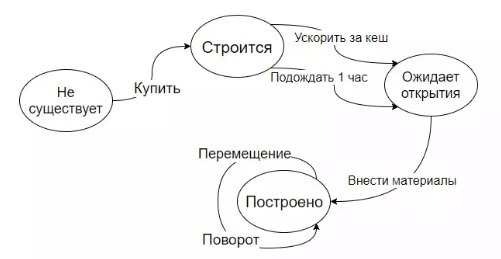 Строится
Ускорить за кеш
Подождать 1 час
Ожидает
открытия
Не
существует
Купить
Перемещение
Внести материалы
Построено
Поворот